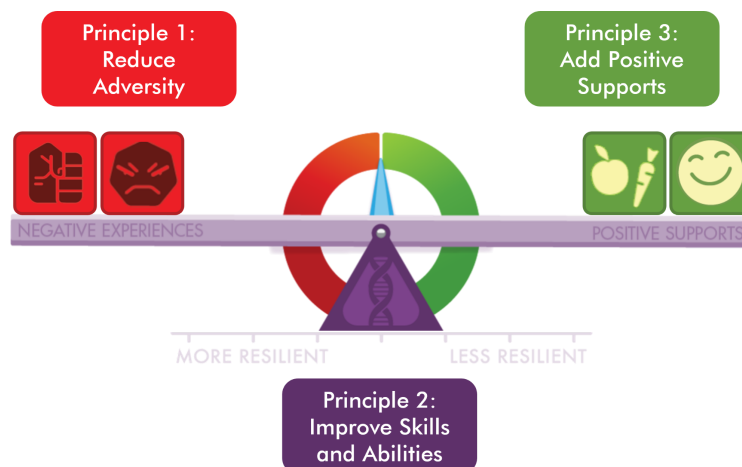 Principle 1:
Reduce
Adversity
Principle 3:
Add Positive
Supports
NEGATIVE EXPERIENCES
POSITIVE SUPPORTS
MORE RESILIENT
LESS RESILIENT
Principle 2:
Improve Skills
and Abilities